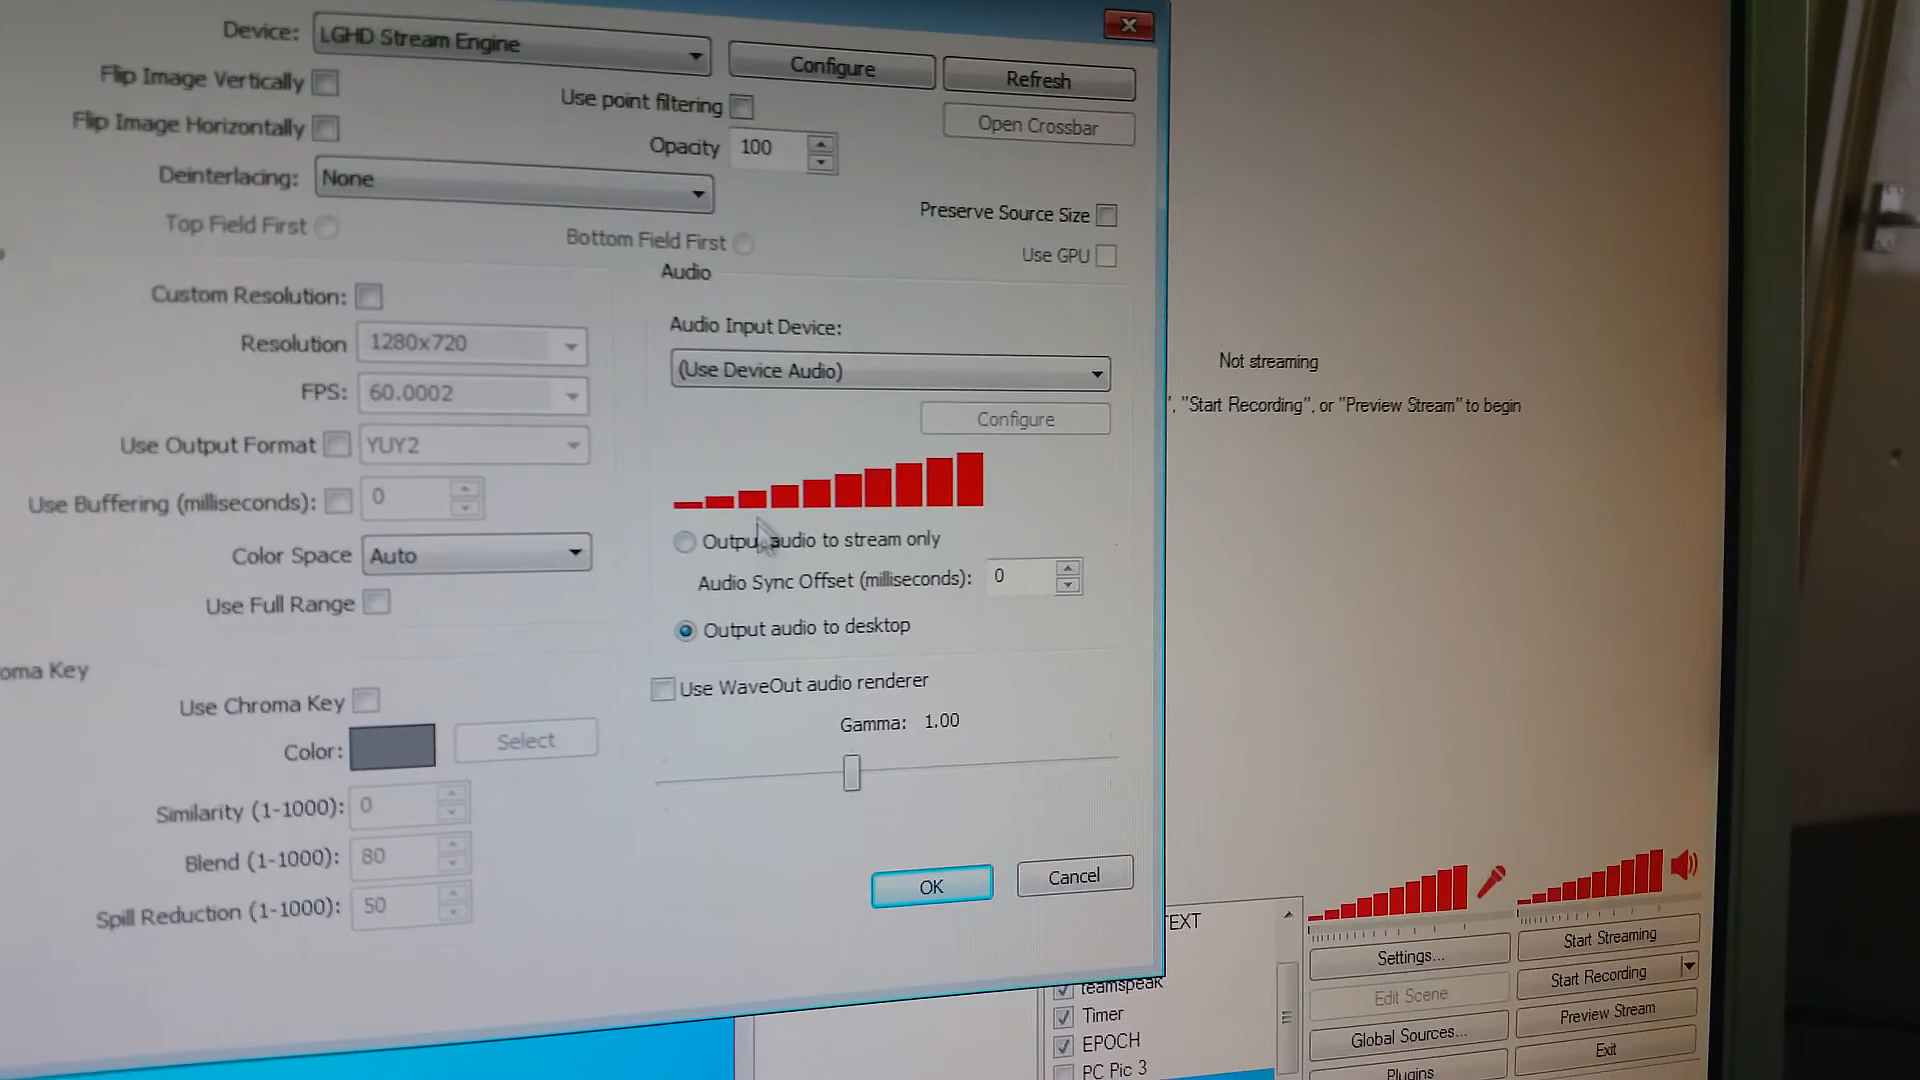 Device: LGHD Stream Engine
Configure
Refresh
Flip Image Vertically
Use point filtering
Open Crossbar
Flip Image Horizontally
Opacity 100
Deinterlacing: None
Preserve Source Size
Top Field First
Bottom Field First
Use GPU
Audio
Custom Resolution:
Audio Input Device:
Resolution 1280x720
(Use Device Audio)
FPS: 60.0002
Configure
Use Output Format YUY2
Use Buffering (milliseconds): 0
Output audio to stream only
Color Space Auto
Audio Sync Offset (milliseconds): 0
Use Full Range
Output audio to desktop
oma Key
Use WaveOut audio renderer
Use Chroma Key
Gamma: 1.00
Color:
Select
Similarity (1-1000): 0
Blend (1-1000): 80
OK
Cancel
Spill Reduction (1-1000): 50
Not streaming
", "Start Recording", or "Preview Stream" to begin
EXT
teamspeak
Timer
EPOCH
PC Pic 3
Settings...
Start Streaming
Edit Scene
Start Recording
Global Sources...
Preview Stream
Plugins
Exit